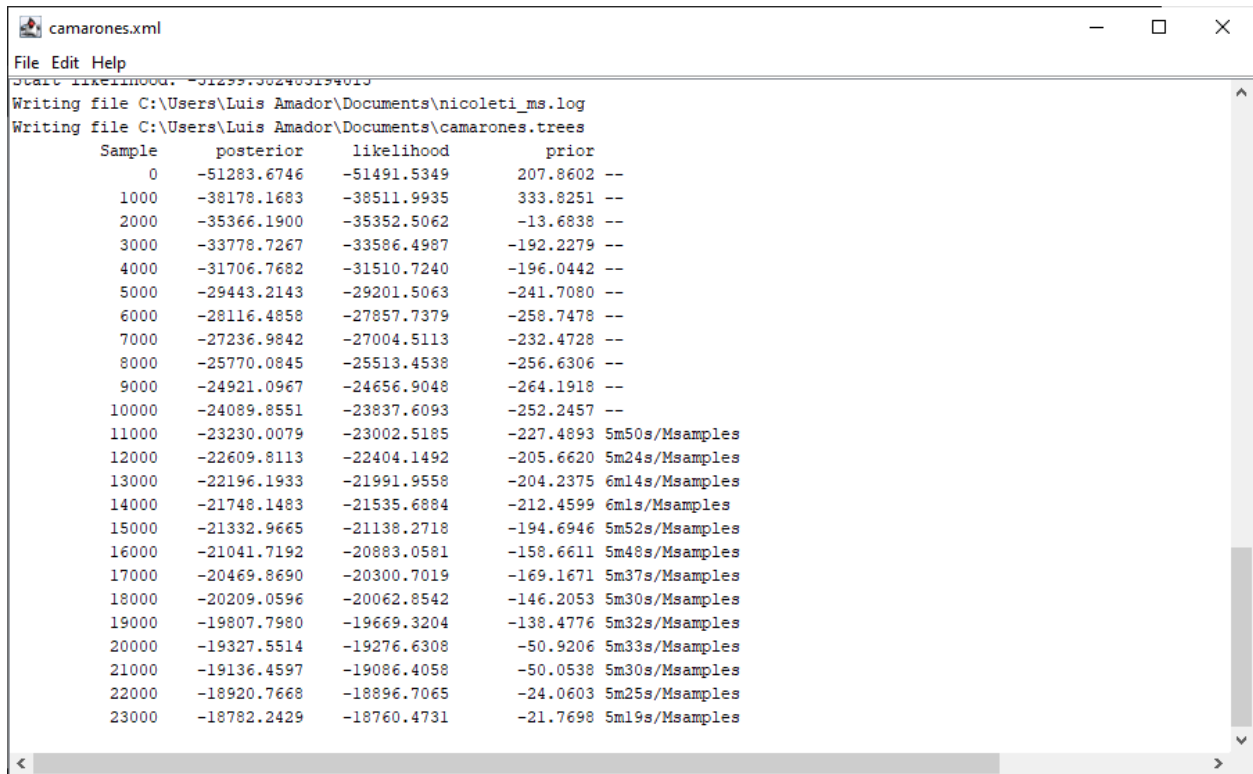 camarones.xml
File Edit Help
Writing file C:\Users\Luis Amador\Documents\nicoleti_ms.log
Writing file C:\Users\Luis Amador\Documents\camarones.trees
Sample posterior likelihood prior
0 -51283.6746 -51491.5349 207.8602 --
1000 -38178.1683 -38511.9935 333.8251 --
2000 -35366.1900 -35352.5062 -13.6838 --
3000 -33778.7267 -33586.4987 -192.2279 --
4000 -31706.7682 -31510.7240 -196.0442 --
5000 -29443.2143 -29201.5063 -241.7080 --
6000 -28116.4858 -27857.7379 -258.7478 --
7000 -27236.9842 -27004.5113 -232.4728 --
8000 -25770.0845 -25513.4538 -256.6306 --
9000 -24921.0967 -24656.9048 -264.1918 --
10000 -24089.8551 -23837.6093 -252.2457 --
11000 -23230.0079 -23002.5185 -227.4893 5m50s/Msamples
12000 -22609.8113 -22404.1492 -205.6620 5m24s/Msamples
13000 -22196.1933 -21991.9558 -204.2375 6m14s/Msamples
14000 -21748.1483 -21535.6884 -212.4599 6m1s/Msamples
15000 -21332.9665 -21138.2718 -194.6946 5m52s/Msamples
16000 -21041.7192 -20883.0581 -158.6611 5m48s/Msamples
17000 -20469.8690 -20300.7019 -169.1671 5m37s/Msamples
18000 -20209.0596 -20062.8542 -146.2053 5m30s/Msamples
19000 -19807.7980 -19669.3204 -138.4776 5m32s/Msamples
20000 -19327.5514 -19276.6308 -50.9206 5m33s/Msamples
21000 -19136.4597 -19086.4058 -50.0538 5m30s/Msamples
22000 -18920.7668 -18896.7065 -24.0603 5m25s/Msamples
23000 -18782.2429 -18760.4731 -21.7698 5m19s/Msamples